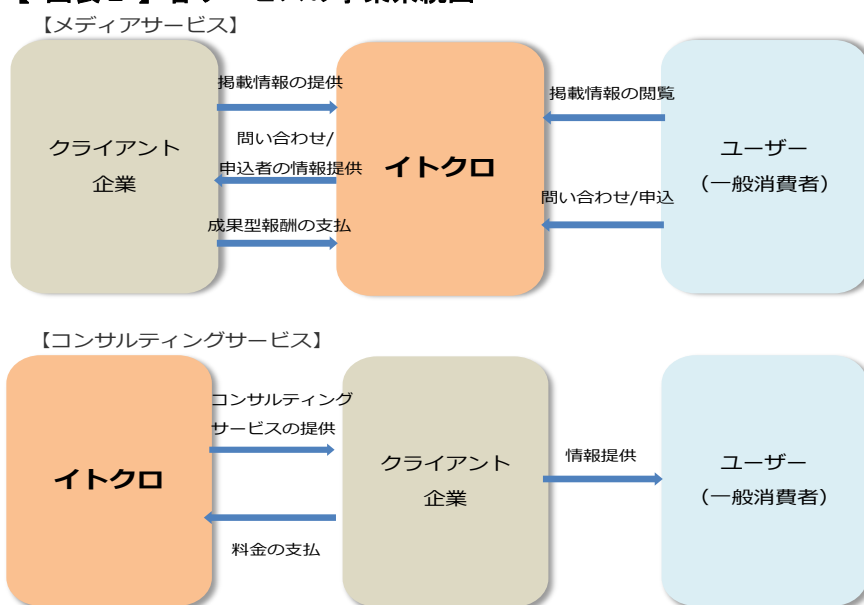 【メディアサービス】
掲載情報の提供
掲載情報の閲覧
問い合わせ/
申込者の情報提供
クライアント
企業
イトクロ
ユーザー
（一般消費者）
問い合わせ/申込
成果型報酬の支払
【コンサルティングサービス】
コンサルティング
サービスの提供
イトクロ
クライアント
企業
情報提供
ユーザー
（一般消費者）
料金の支払